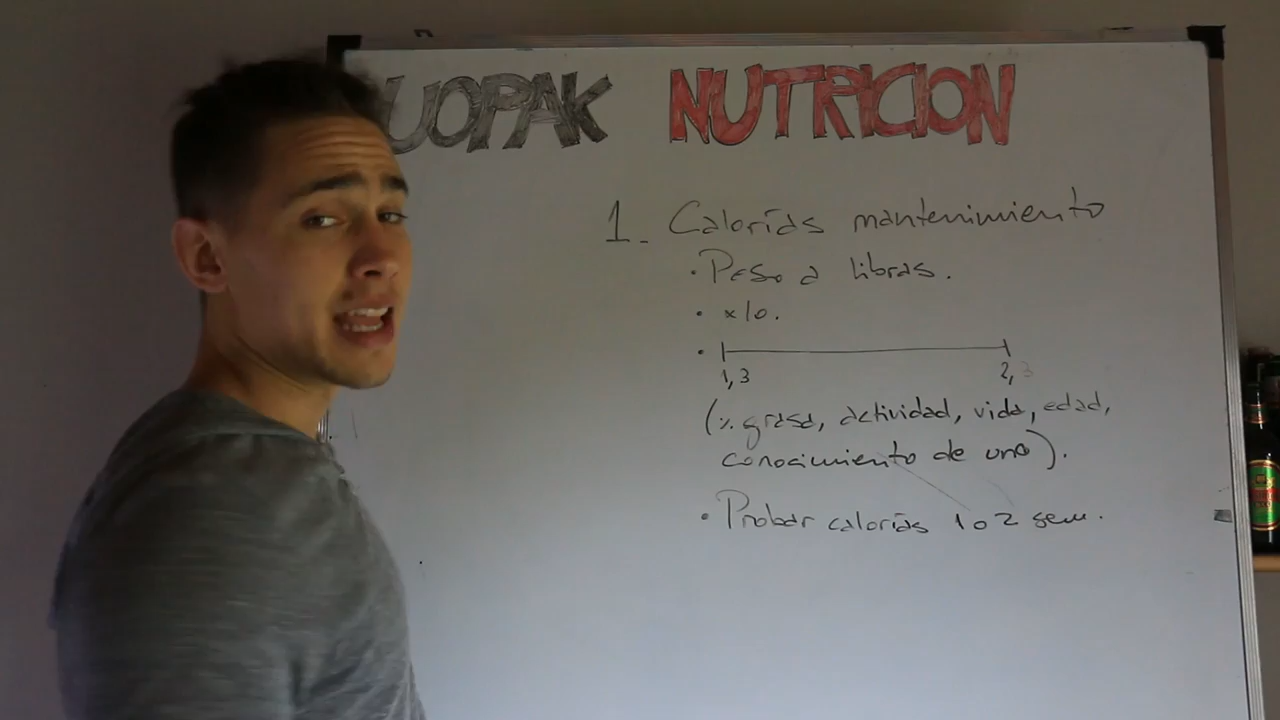 UOPAK NUTRICION
1. Calorías mantenimiento
• Peso a libras.
• x10.
•
1,3 2,3
(% grasa, actividad, vida, edad,
conocimiento de uno).
• Probar calorías 1 o 2 sem.